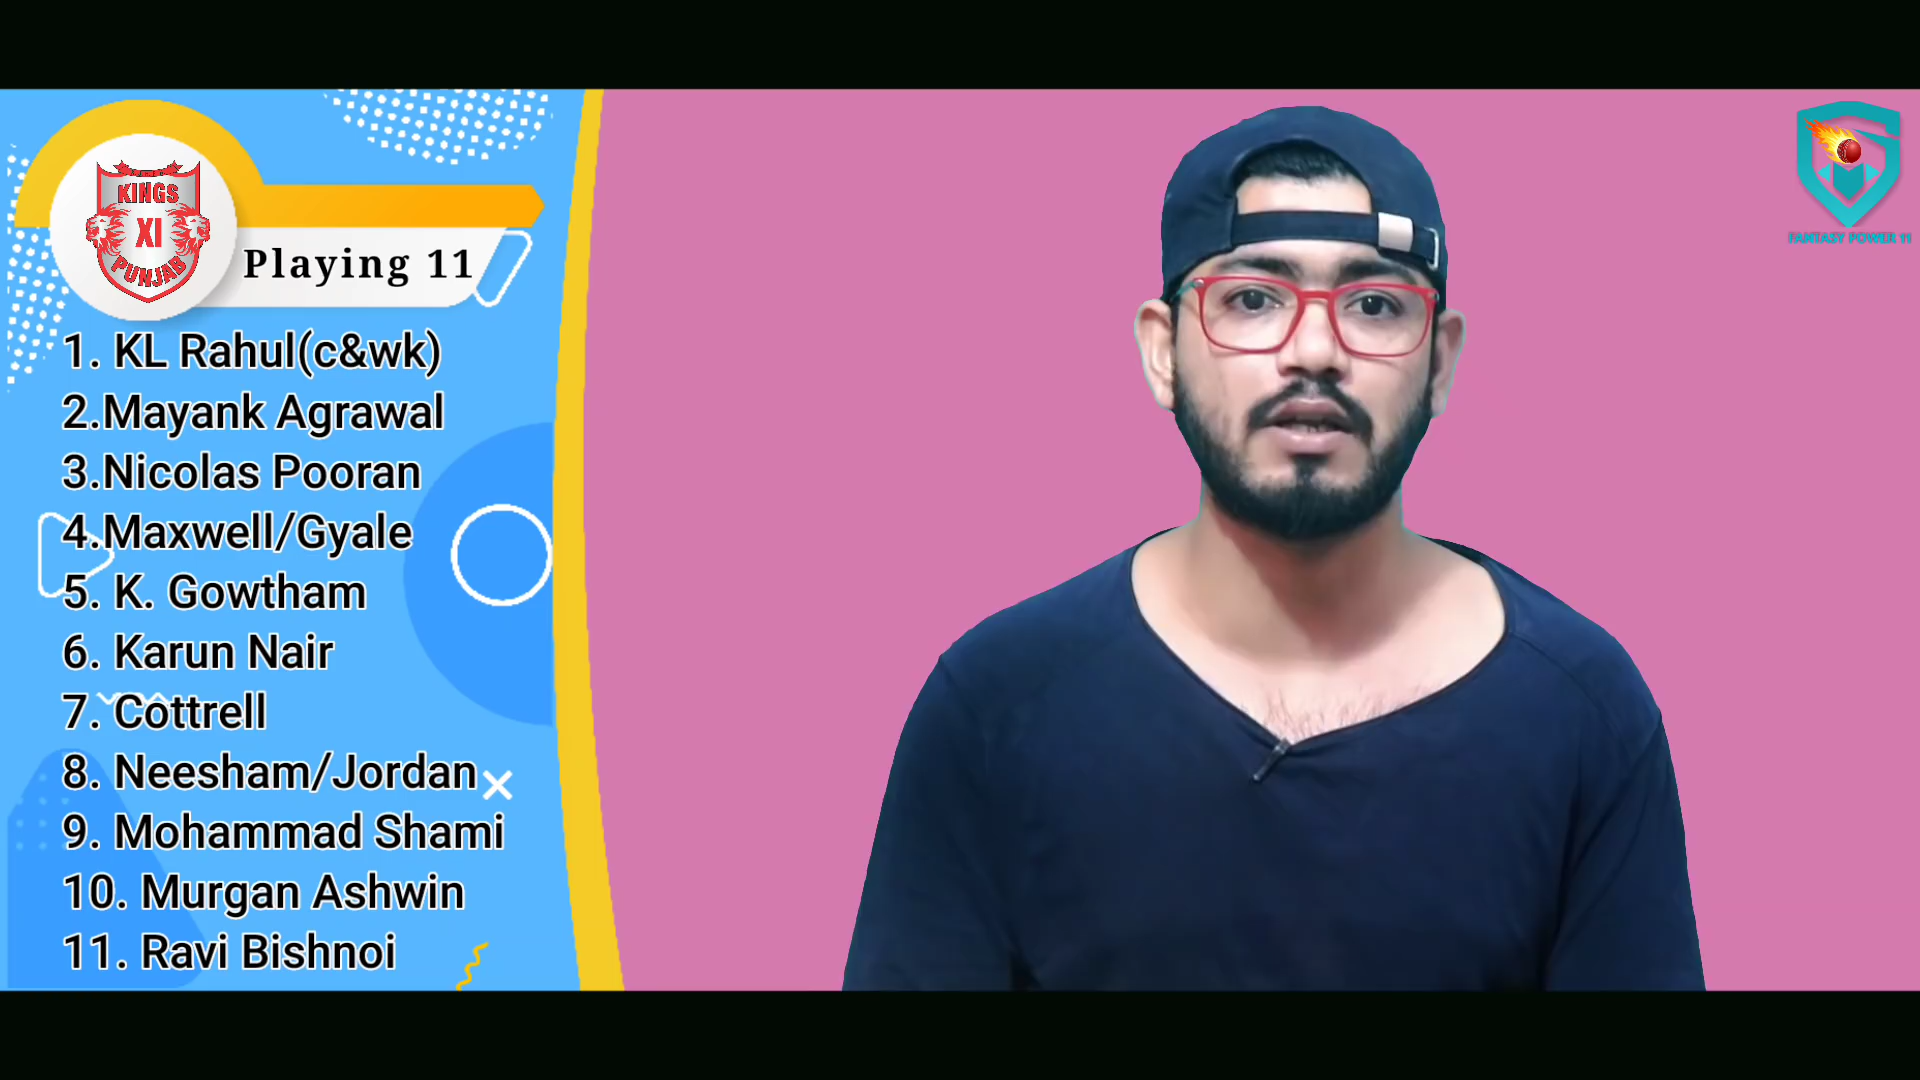 KINGS
XI
PUNJAB
Playing 11
1. KL Rahul(c&wk)
2.Mayank Agrawal
3.Nicolas Pooran
4.Maxwell/Gyale
5. K. Gowtham
6. Karun Nair
7. Cottrell
8. Neesham/Jordan
9. Mohammad Shami
10. Murgan Ashwin
11. Ravi Bishnoi
FANTASY POWER 11